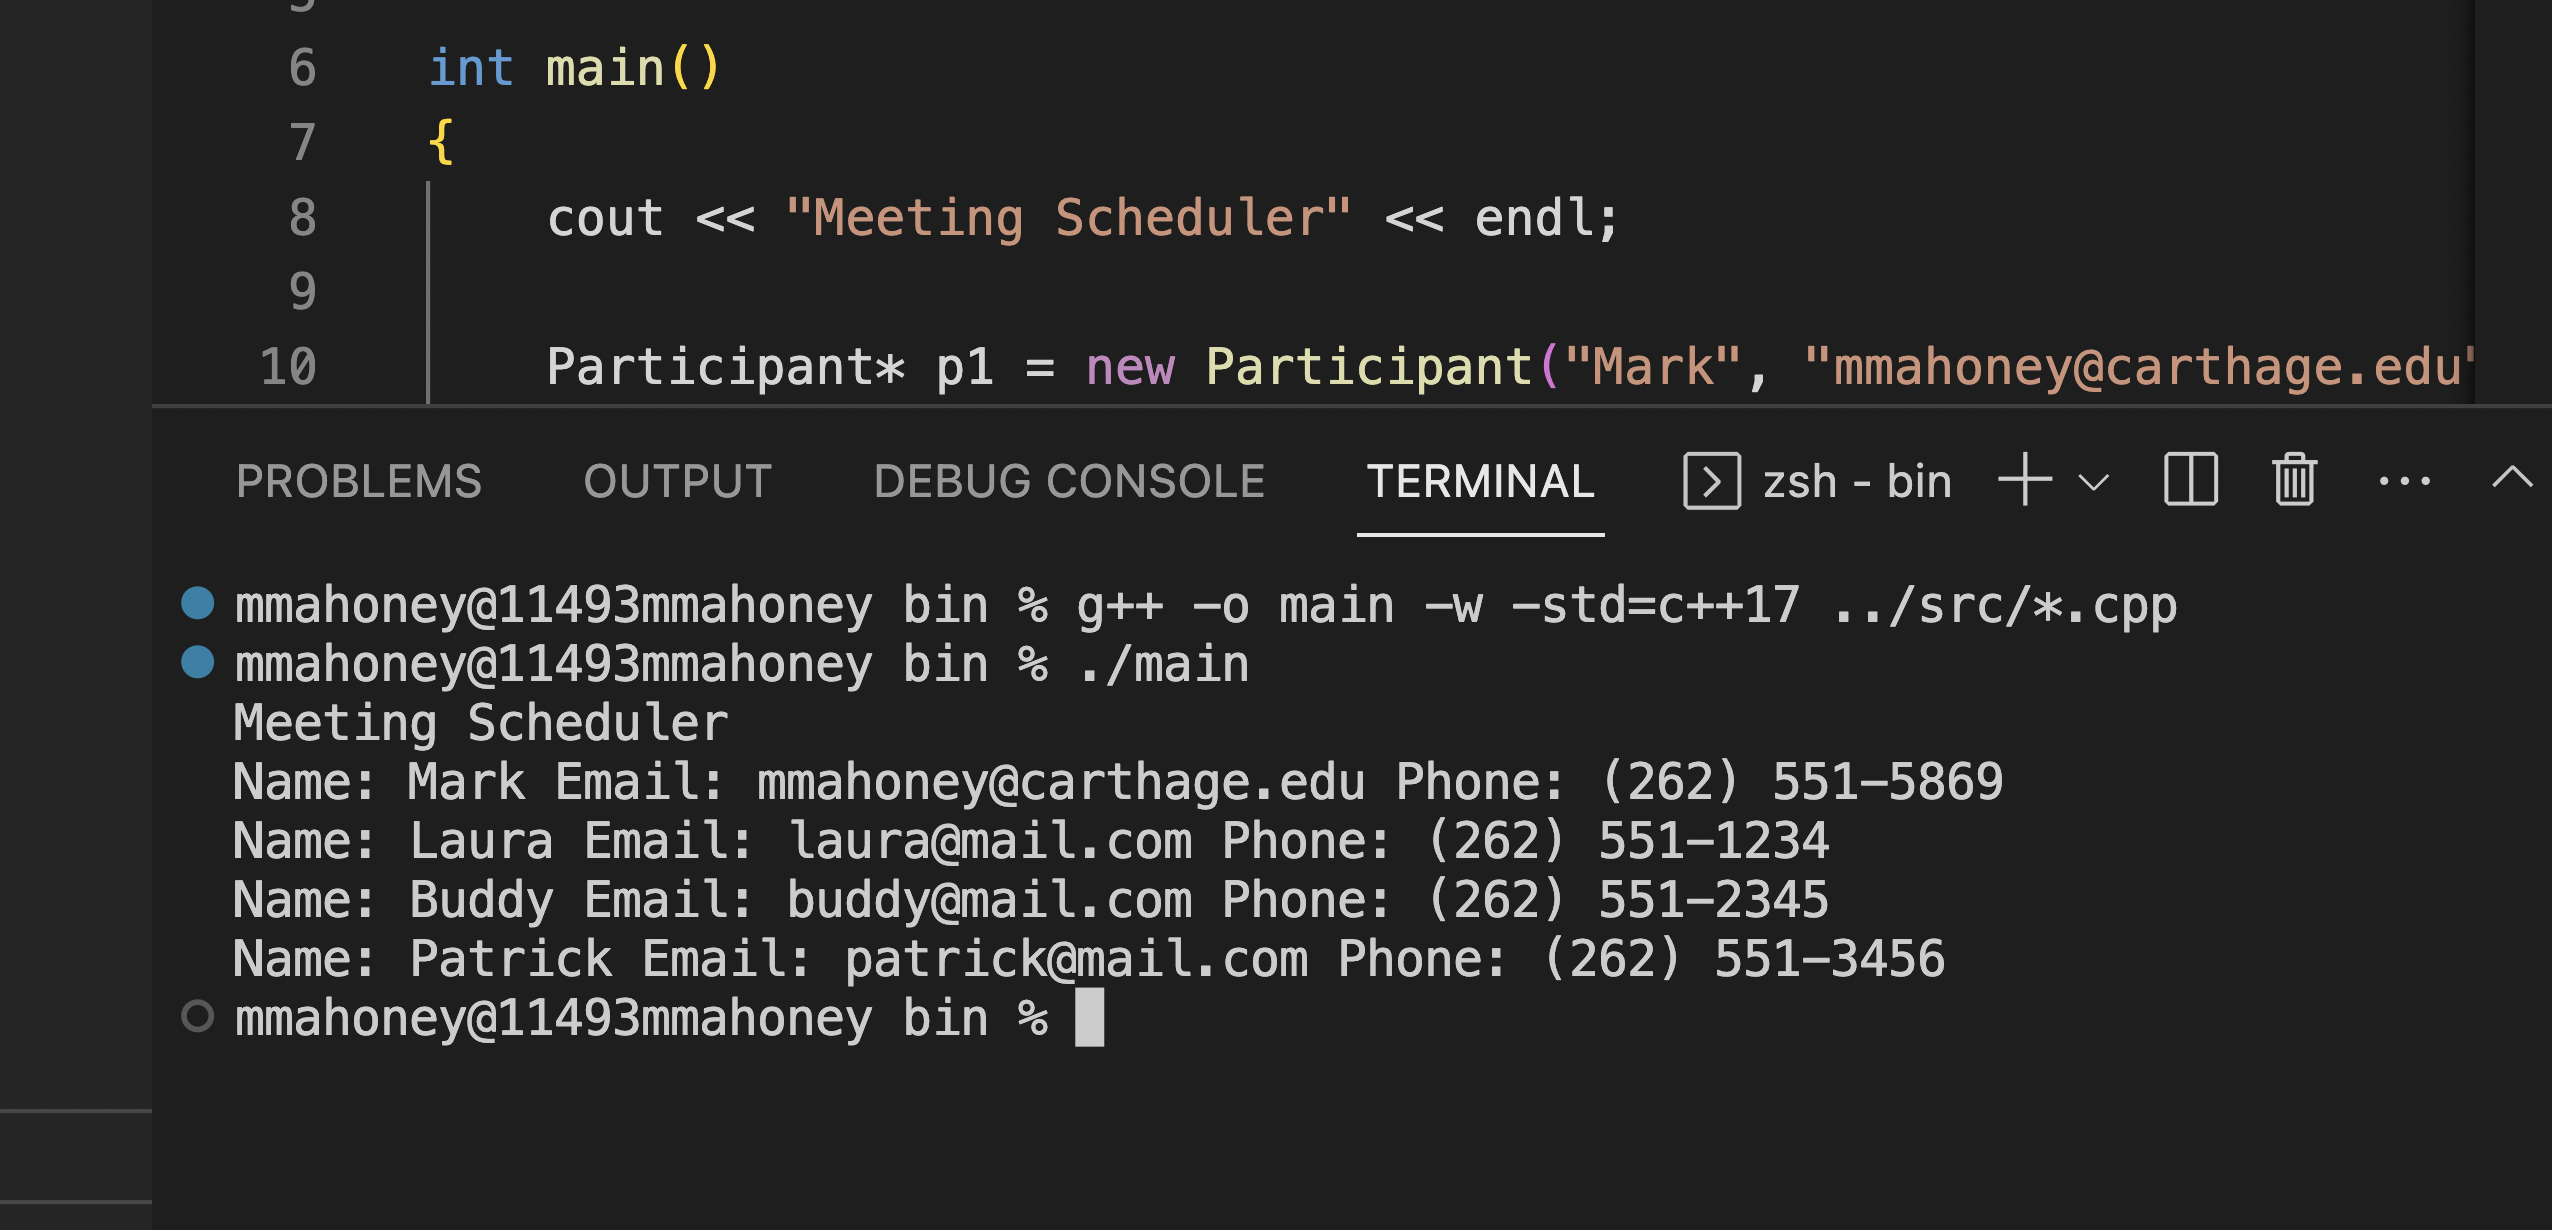 6 int main()
7 {
8 cout << "Meeting Scheduler" << endl;
9
10 Participant* p1 = new Participant("Mark", "mmahoney@carthage.edu"
PROBLEMS OUTPUT DEBUG CONSOLE TERMINAL zsh - bin
mmahoney@11493mmahoney bin % g++ -o main -w -std=c++17 ../src/*.cpp
mmahoney@11493mmahoney bin % ./main
Meeting Scheduler
Name: Mark Email: mmahoney@carthage.edu Phone: (262) 551-5869
Name: Laura Email: laura@mail.com Phone: (262) 551-1234
Name: Buddy Email: buddy@mail.com Phone: (262) 551-2345
Name: Patrick Email: patrick@mail.com Phone: (262) 551-3456
mmahoney@11493mmahoney bin %